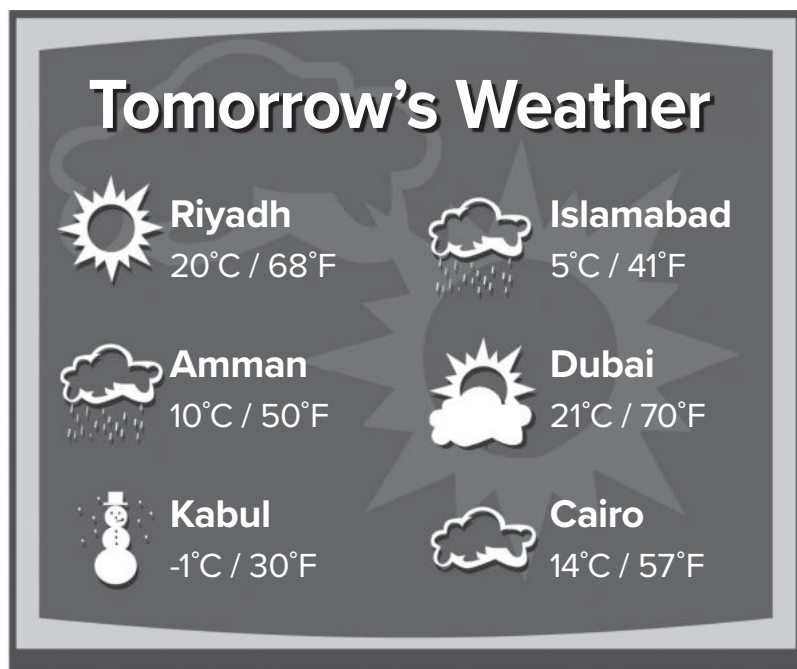 Tomorrow's Weather
Riyadh
20°C / 68°F
Islamabad
5°C / 41°F
Amman
10°C / 50°F
Dubai
21°C / 70°F
Kabul
-1°C / 30°F
Cairo
14°C / 57°F